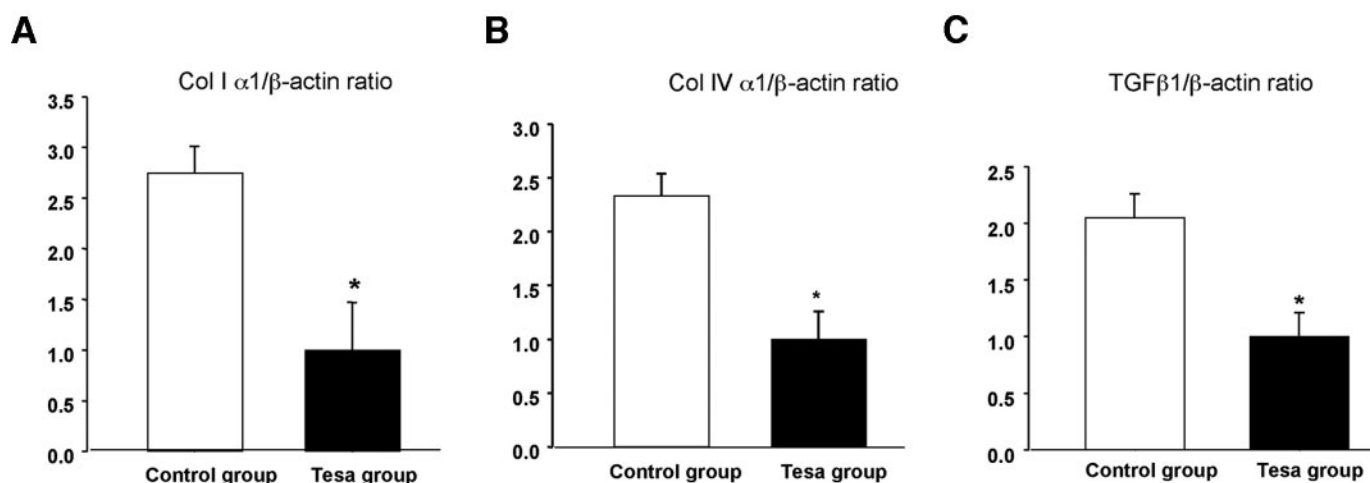 A
Col I α1/β-actin ratio
3.5
3.0
2.5
2.0
1.5
1.0
0.5
0.0
*
Control group Tesa group
B
Col IV α1/β-actin ratio
3.0
2.5
2.0
1.5
1.0
0.5
0.0
*
Control group Tesa group
C
TGFβ1/β-actin ratio
2.5
2.0
1.5
1.0
0.5
0.0
*
Control group Tesa group